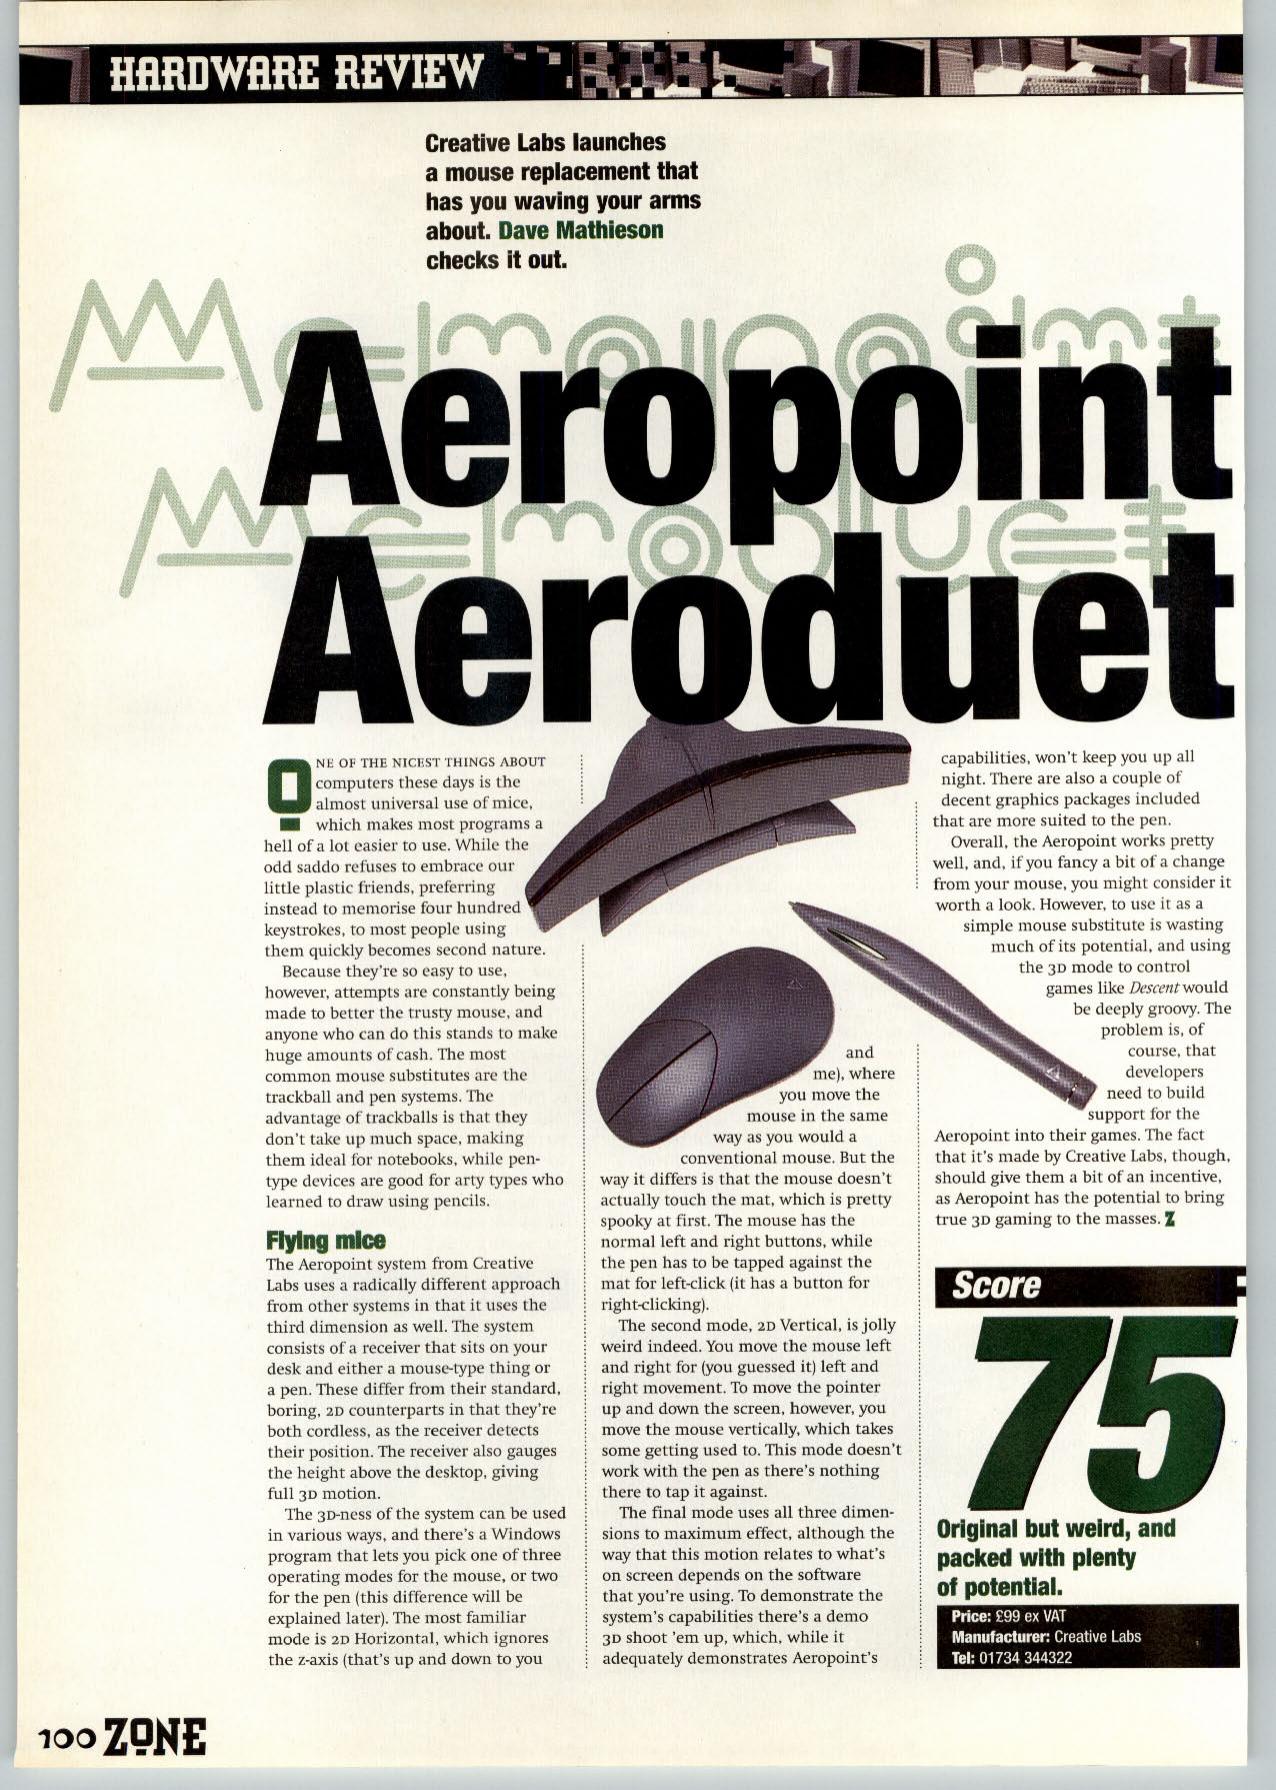 HARDWARE REVIEW
Creative Labs launches
a mouse replacement that
has you waving your arms
about. Dave Mathieson
checks it out.
Aeropoint
Aeroduet
ONE OF THE NICEST THINGS ABOUT
computers these days is the
almost universal use of mice,
which makes most programs a
hell of a lot easier to use. While the
odd saddo refuses to embrace our
little plastic friends, preferring
instead to memorise four hundred
keystrokes, to most people using
them quickly becomes second nature.
Because they're so easy to use,
however, attempts are constantly being
made to better the trusty mouse, and
anyone who can do this stands to make
huge amounts of cash. The most
common mouse substitutes are the
trackball and pen systems. The
advantage of trackballs is that they
don't take up much space, making
them ideal for notebooks, while pen-
type devices are good for arty types who
learned to draw using pencils.
Flying mice
The Aeropoint system from Creative
Labs uses a radically different approach
from other systems in that it uses the
third dimension as well. The system
consists of a receiver that sits on your
desk and either a mouse-type thing or
a pen. These differ from their standard,
boring, 2D counterparts in that they're
both cordless, as the receiver detects
their position. The receiver also gauges
the height above the desktop, giving
full 3D motion.
The 3D-ness of the system can be used
in various ways, and there's a Windows
program that lets you pick one of three
operating modes for the mouse, or two
for the pen (this difference will be
explained later). The most familiar
mode is 2D Horizontal, which ignores
the z-axis (that's up and down to you
and
me), where
you move the
mouse in the same
way as you would a
conventional mouse. But the
way it differs is that the mouse doesn't
actually touch the mat, which is pretty
spooky at first. The mouse has the
normal left and right buttons, while
the pen has to be tapped against the
mat for left-click (it has a button for
right-clicking).
The second mode, 2D Vertical, is jolly
weird indeed. You move the mouse left
and right for (you guessed it) left and
right movement. To move the pointer
up and down the screen, however, you
move the mouse vertically, which takes
some getting used to. This mode doesn't
work with the pen as there's nothing
there to tap it against.
The final mode uses all three dimen-
sions to maximum effect, although the
way that this motion relates to what's
on screen depends on the software
that you're using. To demonstrate the
system's capabilities there's a demo
3D shoot 'em up, which, while it
adequately demonstrates Aeropoint's
capabilities, won't keep you up all
night. There are also a couple of
decent graphics packages included
that are more suited to the pen.
Overall, the Aeropoint works pretty
well, and, if you fancy a bit of a change
from your mouse, you might consider it
worth a look. However, to use it as a
simple mouse substitute is wasting
much of its potential, and using
the 3D mode to control
games like Descent would
be deeply groovy. The
problem is, of
course, that
developers
need to build
support for the
Aeropoint into their games. The fact
that it's made by Creative Labs, though,
should give them a bit of an incentive,
as Aeropoint has the potential to bring
true 3D gaming to the masses. Z
Score
75
Original but weird, and
packed with plenty
of potential.
Price: £99 ex VAT
Manufacturer: Creative Labs
Tel: 01734 344322
100 ZONE